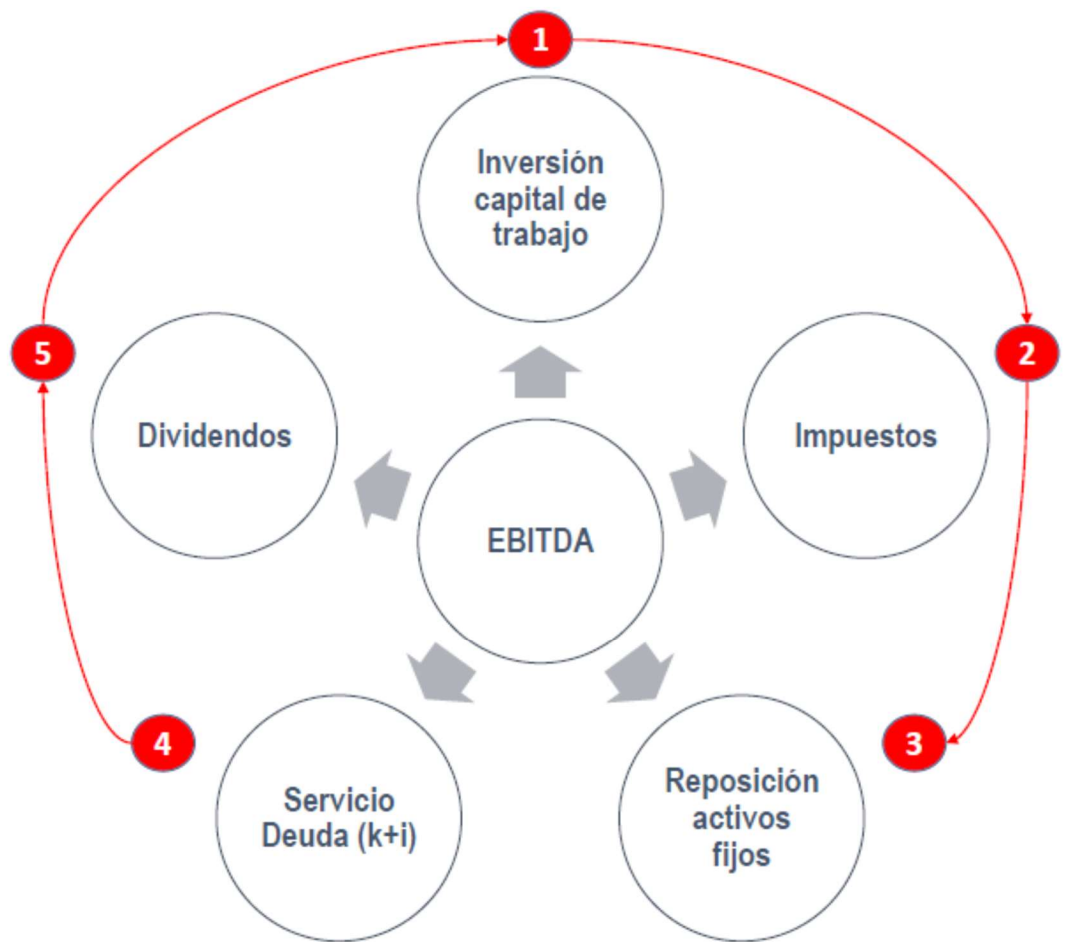 1
Inversión
capital de
trabajo
5
2
Dividendos
Impuestos
EBITDA
4
3
Servicio
Deuda (k+i)
Reposición
activos
fijos